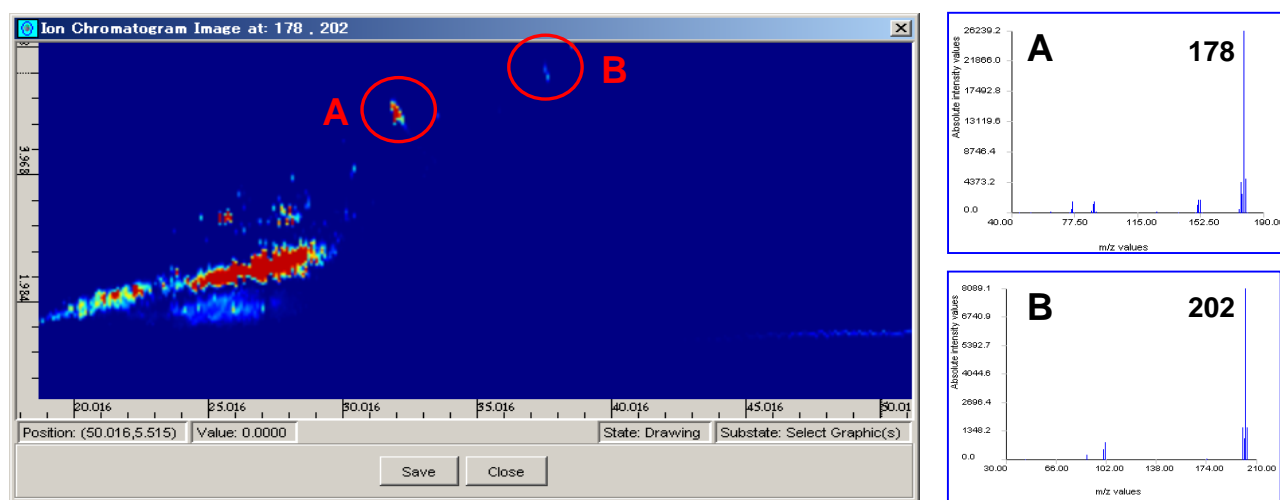 Ion Chromatogram Image at: 178 , 202
A
B
3.968
1.984
20.016
25.016
30.016
35.016
40.016
45.016
50.01
Position: (50.016,5.515)
Value: 0.0000
State: Drawing
Substate: Select Graphic(s)
Save
Close
A
178
Absolute intensity values
26239.2
21866.0
17492.8
13119.6
8746.4
4373.2
0.0
40.00
77.50
115.00
152.50
190.00
m/z values
B
202
Absolute intensity values
8089.1
6740.9
5392.7
4044.6
2696.4
1348.2
0.0
30.00
66.00
102.00
138.00
174.00
210.00
m/z values